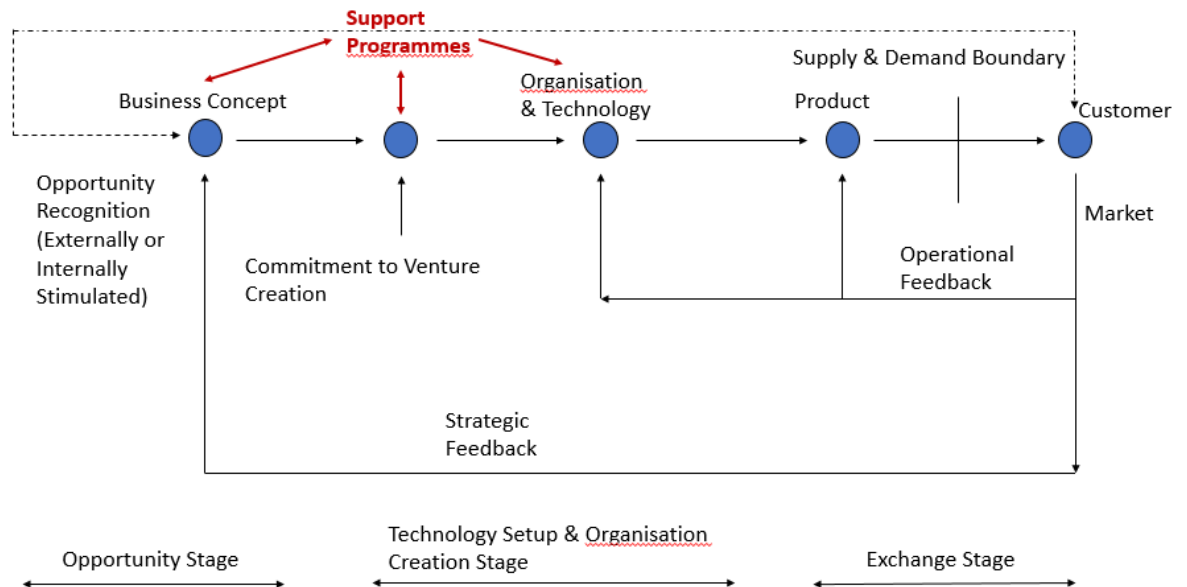 Support
Programmes
Supply & Demand Boundary
Organisation
& Technology
Business Concept
Product
Customer
Opportunity
Recognition
(Externally or
Internally
Stimulated)
Market
Commitment to Venture
Creation
Operational
Feedback
Strategic
Feedback
Opportunity Stage
Technology Setup & Organisation
Creation Stage
Exchange Stage